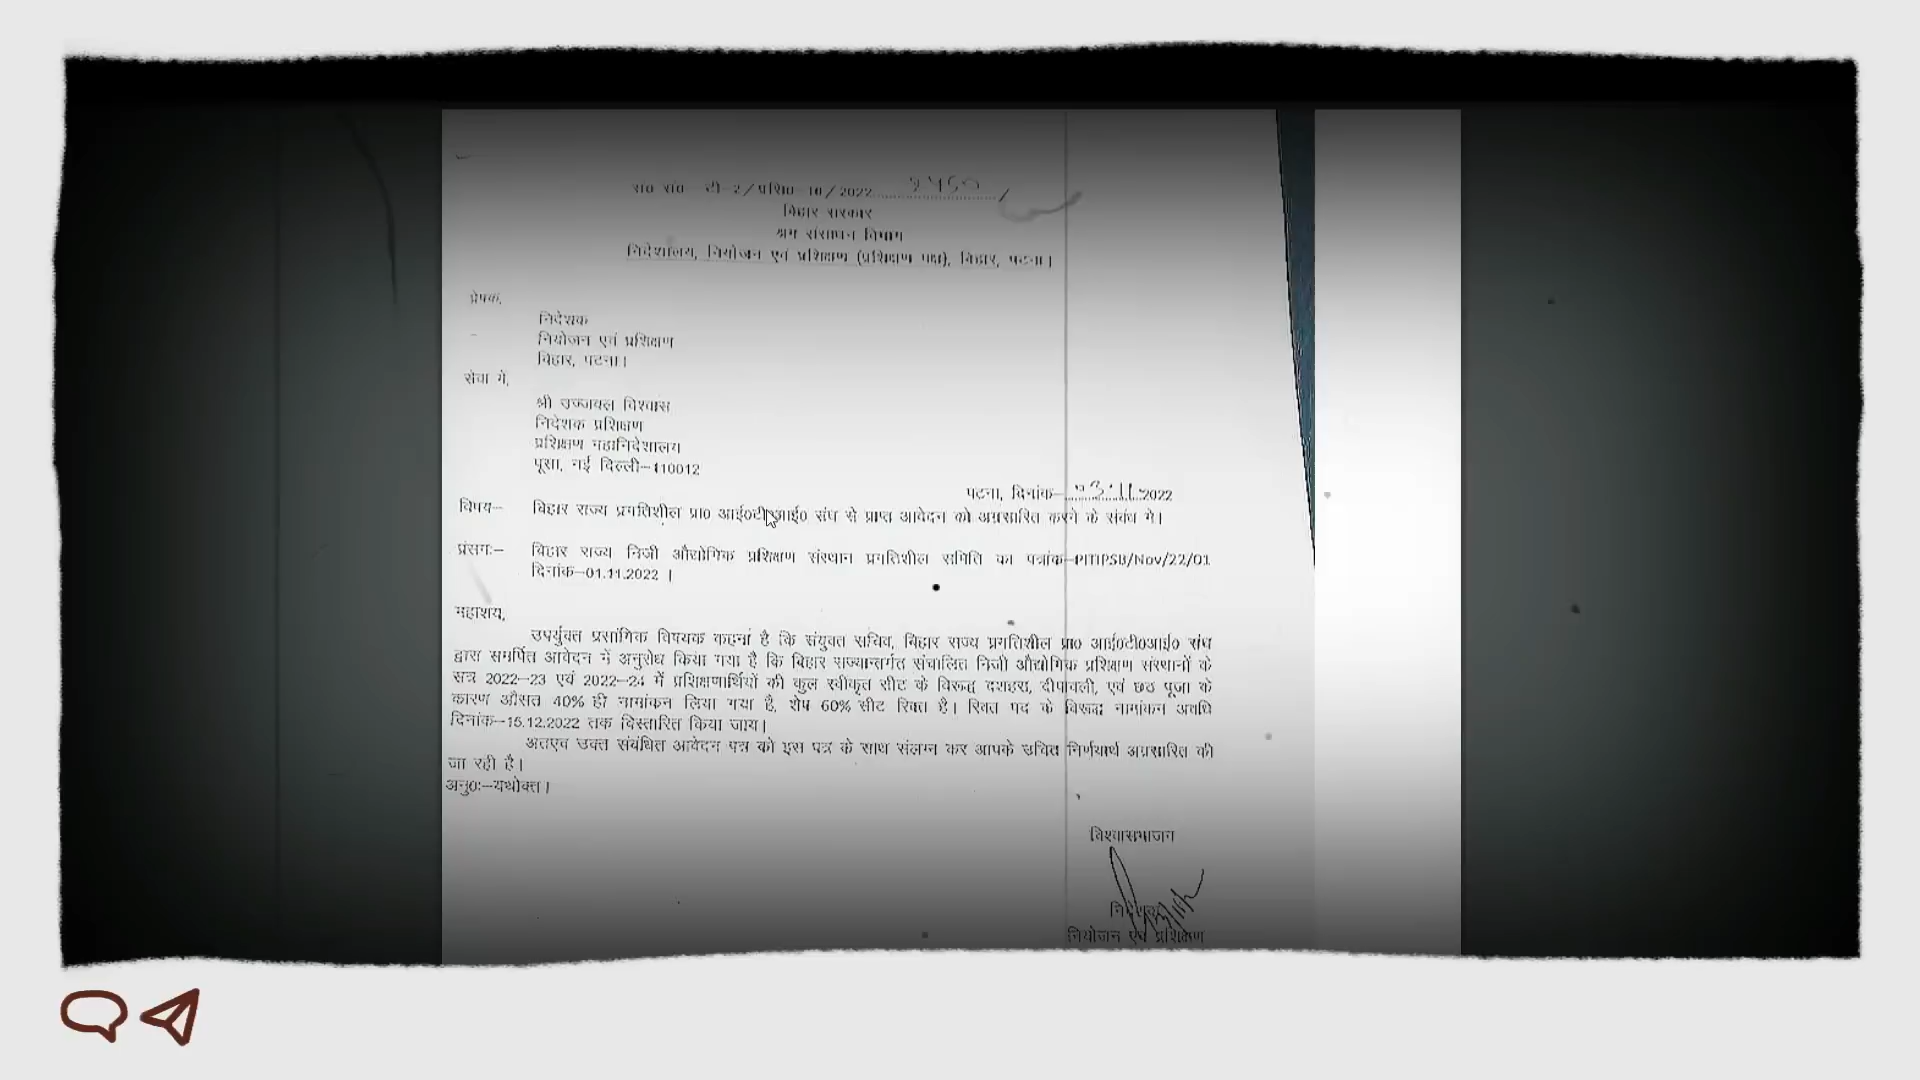 सं० सं०- टी-2/प्रशि०-10/2022
बिहार सरकार
श्रम संसाधन विभाग
निदेशालय, नियोजन एवं प्रशिक्षण (प्रशिक्षण पक्ष), बिहार, पटना।
प्रेषक,
निदेशक
नियोजन एवं प्रशिक्षण
बिहार, पटना।
सेवा में,
श्री उज्जवल विश्वास
निदेशक प्रशिक्षण
प्रशिक्षण महानिदेशालय
पूसा, नई दिल्ली-110012
पटना, दिनांक- 2022
विषय- बिहार राज्य प्रगतिशील प्रा० आई०टी०आई० संघ से प्राप्त आवेदन को अग्रसारित करने के संबंध में।
प्रंसग:- बिहार राज्य निजी औद्योगिक प्रशिक्षण संस्थान प्रगतिशील समिति का पत्रांक-PITIPSB/Nov/22/01
दिनांक-01.11.2022 ।
महाशय,
उपर्युक्त प्रसांगिक विषयक कहना है कि संयुक्त सचिव, बिहार राज्य प्रगतिशील प्रा० आई०टी०आई० संघ
द्वारा समर्पित आवेदन में अनुरोध किया गया है कि बिहार राज्यान्तर्गत संचालित निजी औद्योगिक प्रशिक्षण संस्थानों के
सत्र 2022-23 एवं 2022-24 में प्रशिक्षणार्थियों की कुल स्वीकृत सीट के विरूद्ध दशहरा, दीपावली, एवं छठ पूजा के
कारण औसत 40% ही नामांकन लिया गया है, शेष 60% सीट रिक्त है। रिक्त पद के विरूद्ध नामांकन अवधि
दिनांक-15.12.2022 तक विस्तारित किया जाय।
अतएव उक्त संबंधित आवेदन पत्र को इस पत्र के साथ संलग्न कर आपके उचित निर्णयार्थ अग्रसारित की
जा रही है।
अनु०:-यथोक्त।
विश्वासभाजन
निदेशक
नियोजन एवं प्रशिक्षण